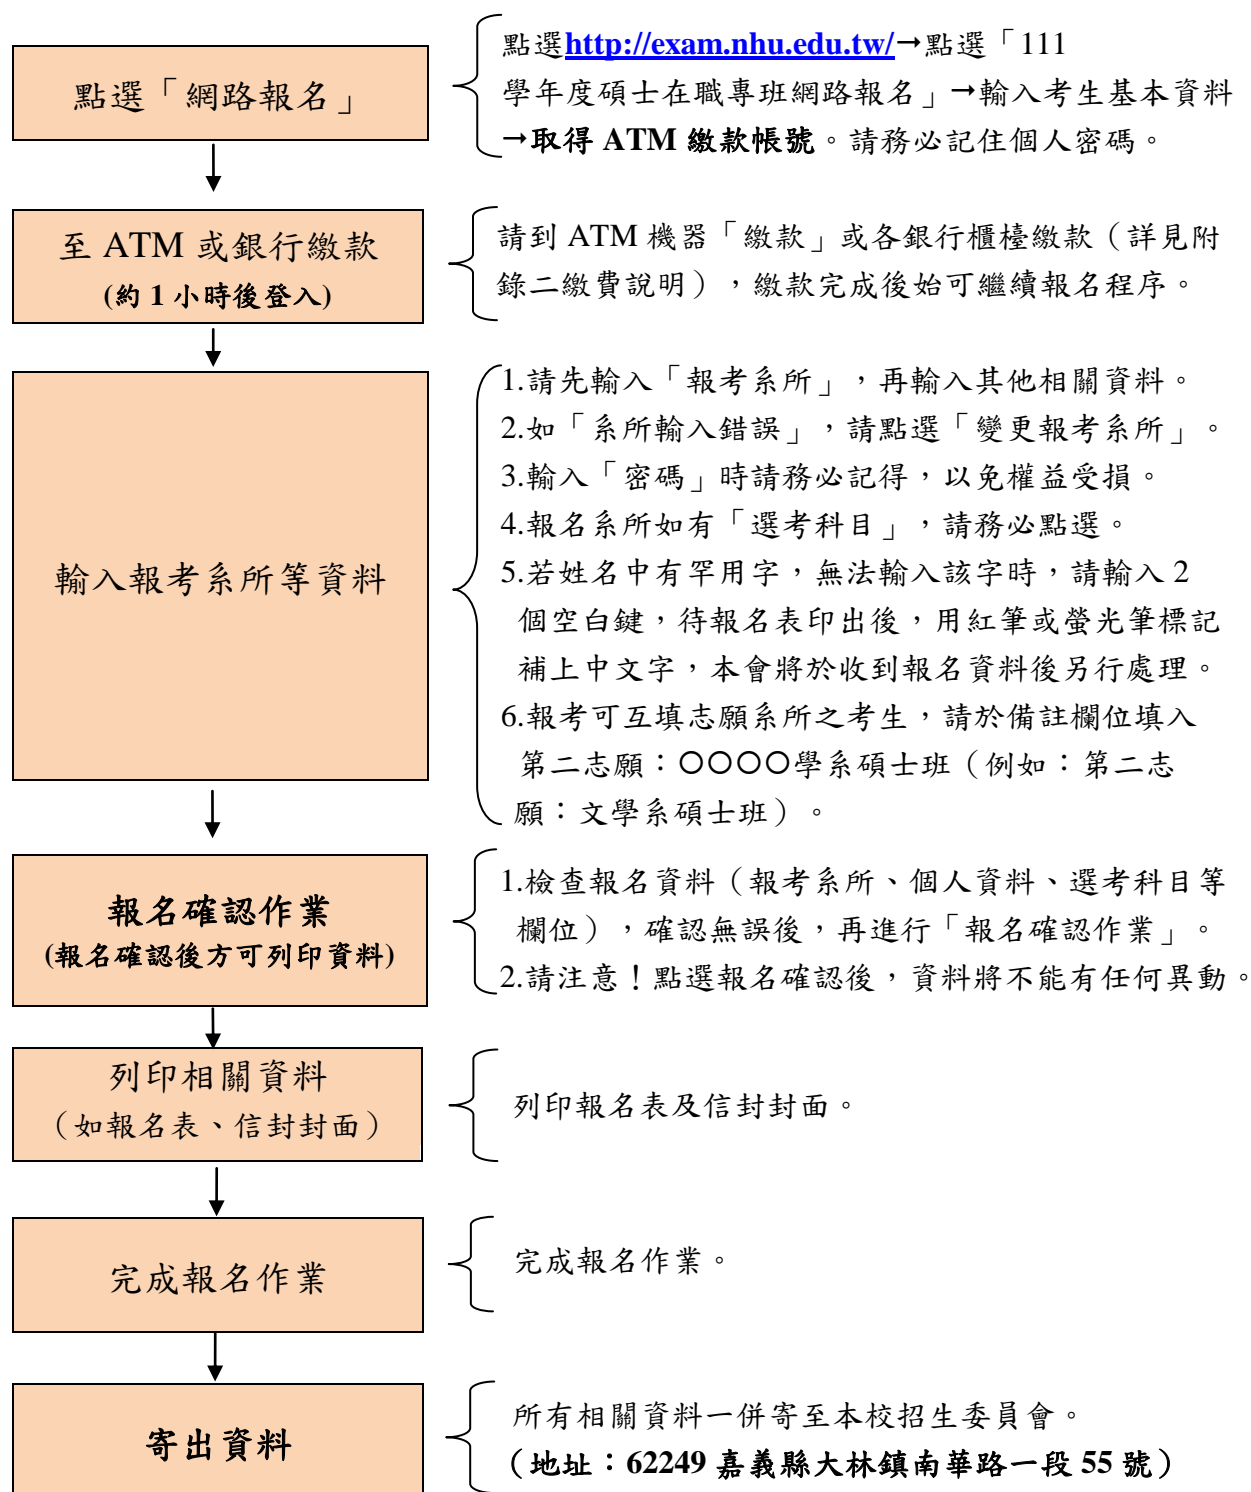 點選「網路報名」
點選http://exam.nhu.edu.tw/→點選「111
學年度碩士在職專班網路報名」→輸入考生基本資料
→取得 ATM 繳款帳號。請務必記住個人密碼。
至 ATM 或銀行繳款
(約 1 小時後登入)
請到 ATM 機器「繳款」或各銀行櫃檯繳款（詳見附
錄二繳費說明），繳款完成後始可繼續報名程序。
輸入報考系所等資料
1.請先輸入「報考系所」，再輸入其他相關資料。
2.如「系所輸入錯誤」，請點選「變更報考系所」。
3.輸入「密碼」時請務必記得，以免權益受損。
4.報名系所如有「選考科目」，請務必點選。
5.若姓名中有罕用字，無法輸入該字時，請輸入 2
個空白鍵，待報名表印出後，用紅筆或螢光筆標記
補上中文字，本會將於收到報名資料後另行處理。
6.報考可互填志願系所之考生，請於備註欄位填入
第二志願：○○○○學系碩士班（例如：第二志
願：文學系碩士班）。
報名確認作業
(報名確認後方可列印資料)
1.檢查報名資料（報考系所、個人資料、選考科目等
欄位），確認無誤後，再進行「報名確認作業」。
2.請注意！點選報名確認後，資料將不能有任何異動。
列印相關資料
（如報名表、信封封面）
列印報名表及信封封面。
完成報名作業
完成報名作業。
寄出資料
所有相關資料一併寄至本校招生委員會。
（地址：62249 嘉義縣大林鎮南華路一段 55 號）